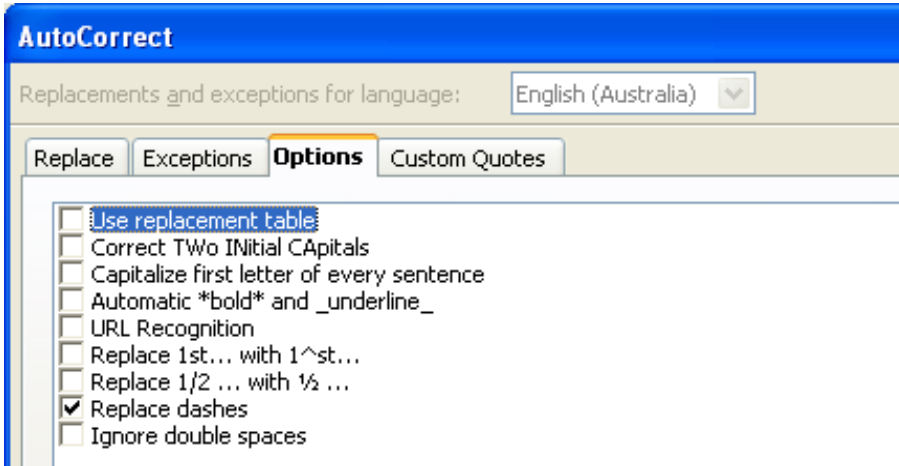 AutoCorrect
Replacements and exceptions for language: English (Australia)
Replace Exceptions Options Custom Quotes
Use replacement table
Correct TWo INitial CApitals
Capitalize first letter of every sentence
Automatic *bold* and _underline_
URL Recognition
Replace 1st... with 1^st...
Replace 1/2 ... with ½ ...
Replace dashes
Ignore double spaces